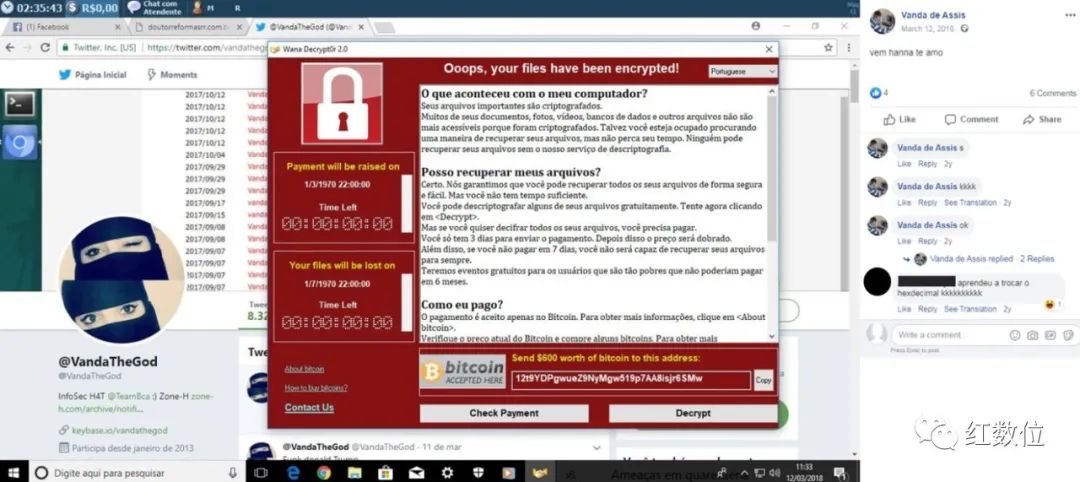 02:35:43 $ R$0,00 Chat com Atendente M R
(1) Facebook
doutorreformasrr.com.b
@VandaTheGod (@Van
Twitter, Inc. [US] https://twitter.com/vandatheg
Página Inicial Moments
2017/10/12
2017/10/12
2017/10/12
2017/10/12
2017/10/12
2017/10/04
2017/09/29
2017/09/29
2017/09/17
2017/09/15
2017/09/08
2017/09/08
2017/09/07
2017/09/07
2017/09/07
@VandaTheGod
@VandaTheGod
InfoSec H4T @TeamBca :) Zone-H zone-
h.com/archive/notifi...
keybase.io/vandathegod
Participa desde janeiro de 2013
8.32
@VandaTheGod @VandaTheGod · 11 de mar
Wana Decrypt0r 2.0
Ooops, your files have been encrypted!
Portuguese
Payment will be raised on
1/3/1970 22:00:00
Time Left
00:00:00:00
Your files will be lost on
1/7/1970 22:00:00
Time Left
00:00:00:00
About bitcoin
How to buy bitcoins?
Contact Us
O que aconteceu com o meu computador?
Seus arquivos importantes são criptografados.
Muitos de seus documentos, fotos, vídeos, bancos de dados e outros arquivos não são
mais acessíveis porque foram criptografados. Talvez você esteja ocupado procurando
uma maneira de recuperar seus arquivos, mas não perca seu tempo. Ninguém pode
recuperar seus arquivos sem o nosso serviço de descriptografia.
Posso recuperar meus arquivos?
Certo. Nós garantimos que você pode recuperar todos os seus arquivos de forma segura
e fácil. Mas você não tem tempo suficiente.
Você pode descriptografar alguns de seus arquivos gratuitamente. Tente agora clicando
em <Decrypt>.
Mas se você quiser decifrar todos os seus arquivos, você precisa pagar.
Você só tem 3 dias para enviar o pagamento. Depois disso o preço será dobrado.
Além disso, se você não pagar em 7 dias, você não será capaz de recuperar seus arquivos
para sempre.
Teremos eventos gratuitos para os usuários que são tão pobres que não poderiam pagar
em 6 meses.
Como eu pago?
O pagamento é aceito apenas no Bitcoin. Para obter mais informações, clique em <About
bitcoin>.
Verifique o preço atual do Bitcoin e compre alguns bitcoins. Para obter mais
bitcoin
ACCEPTED HERE
Send $600 worth of bitcoin to this address:
12t9YDPgwueZ9NyMgw519p7AA8isjr6SMw
Copy
Check Payment
Decrypt
Digite aqui para pesquisar
11:33
12/03/2018
Vanda de Assis
March 12, 2016
vem hanna te amo
4
6 Comments
Like Comment Share
Vanda de Assis s
Like Reply 2y
Vanda de Assis kkkk
Like Reply See Translation 2y
Vanda de Assis ok
Like Reply 2y
Vanda de Assis replied · 2 Replies
aprendeu a trocar o
hexdecimal kkkkkkkkkk
1
Like Reply See Translation 2y
Write a comment...
Press Enter to post.
红数位